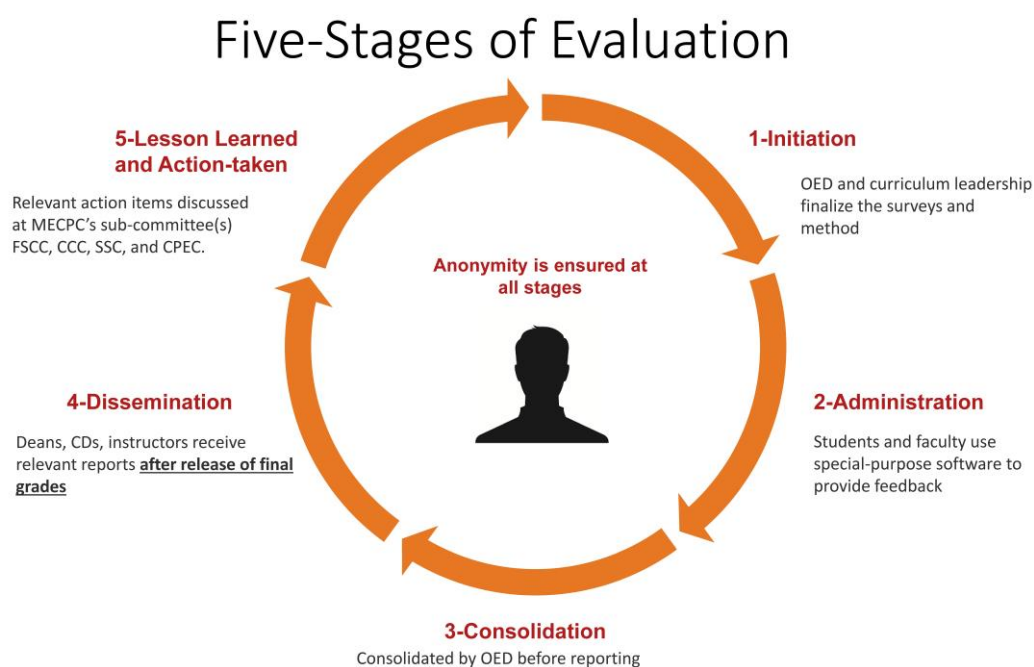 Five-Stages of Evaluation
1-Initiation
OED and curriculum leadership
finalize the surveys and
method
2-Administration
Students and faculty use
special-purpose software to
provide feedback
3-Consolidation
Consolidated by OED before reporting
4-Dissemination
Deans, CDs, instructors receive
relevant reports after release of final
grades
5-Lesson Learned
and Action-taken
Relevant action items discussed
at MECPC’s sub-committee(s)
FSCC, CCC, SSC, and CPEC.
Anonymity is ensured at
all stages